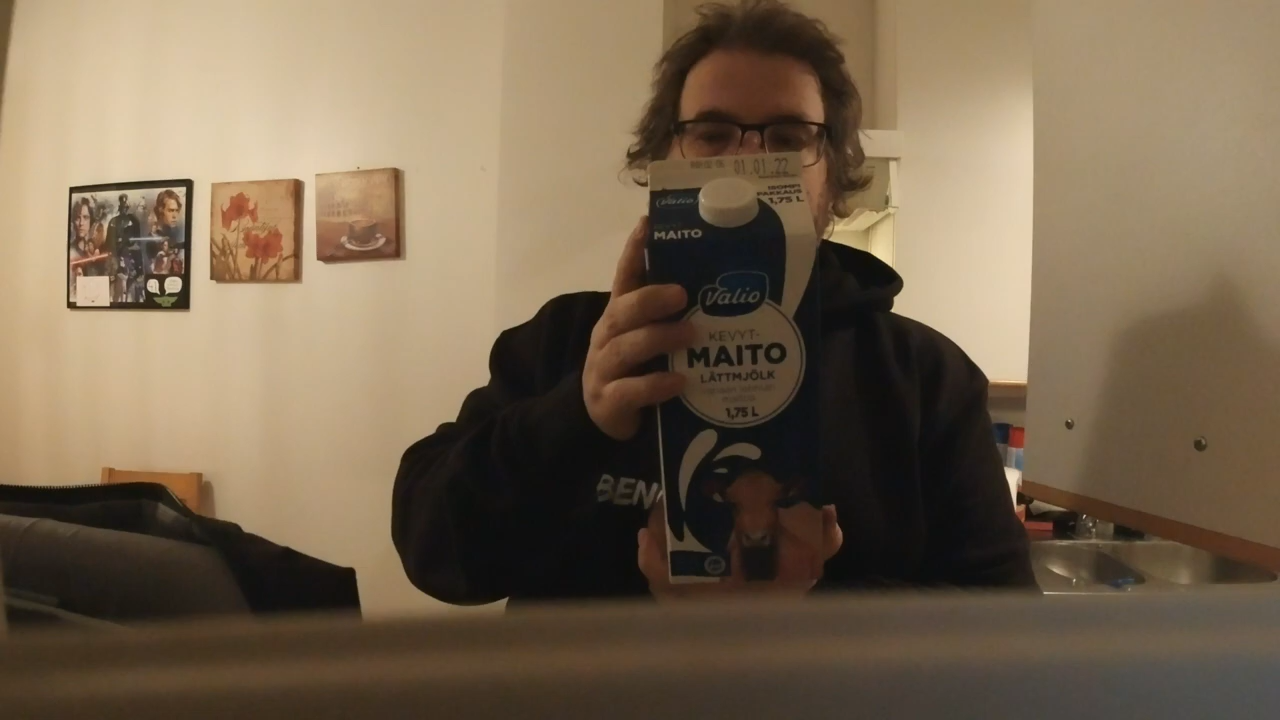 01.01.22
Valio
ISOMPI
PAKKAUS
1,75 L
MAITO
Valio
KEVYT-
MAITO
LÄTTMJÖLK
1,75 L
BEN